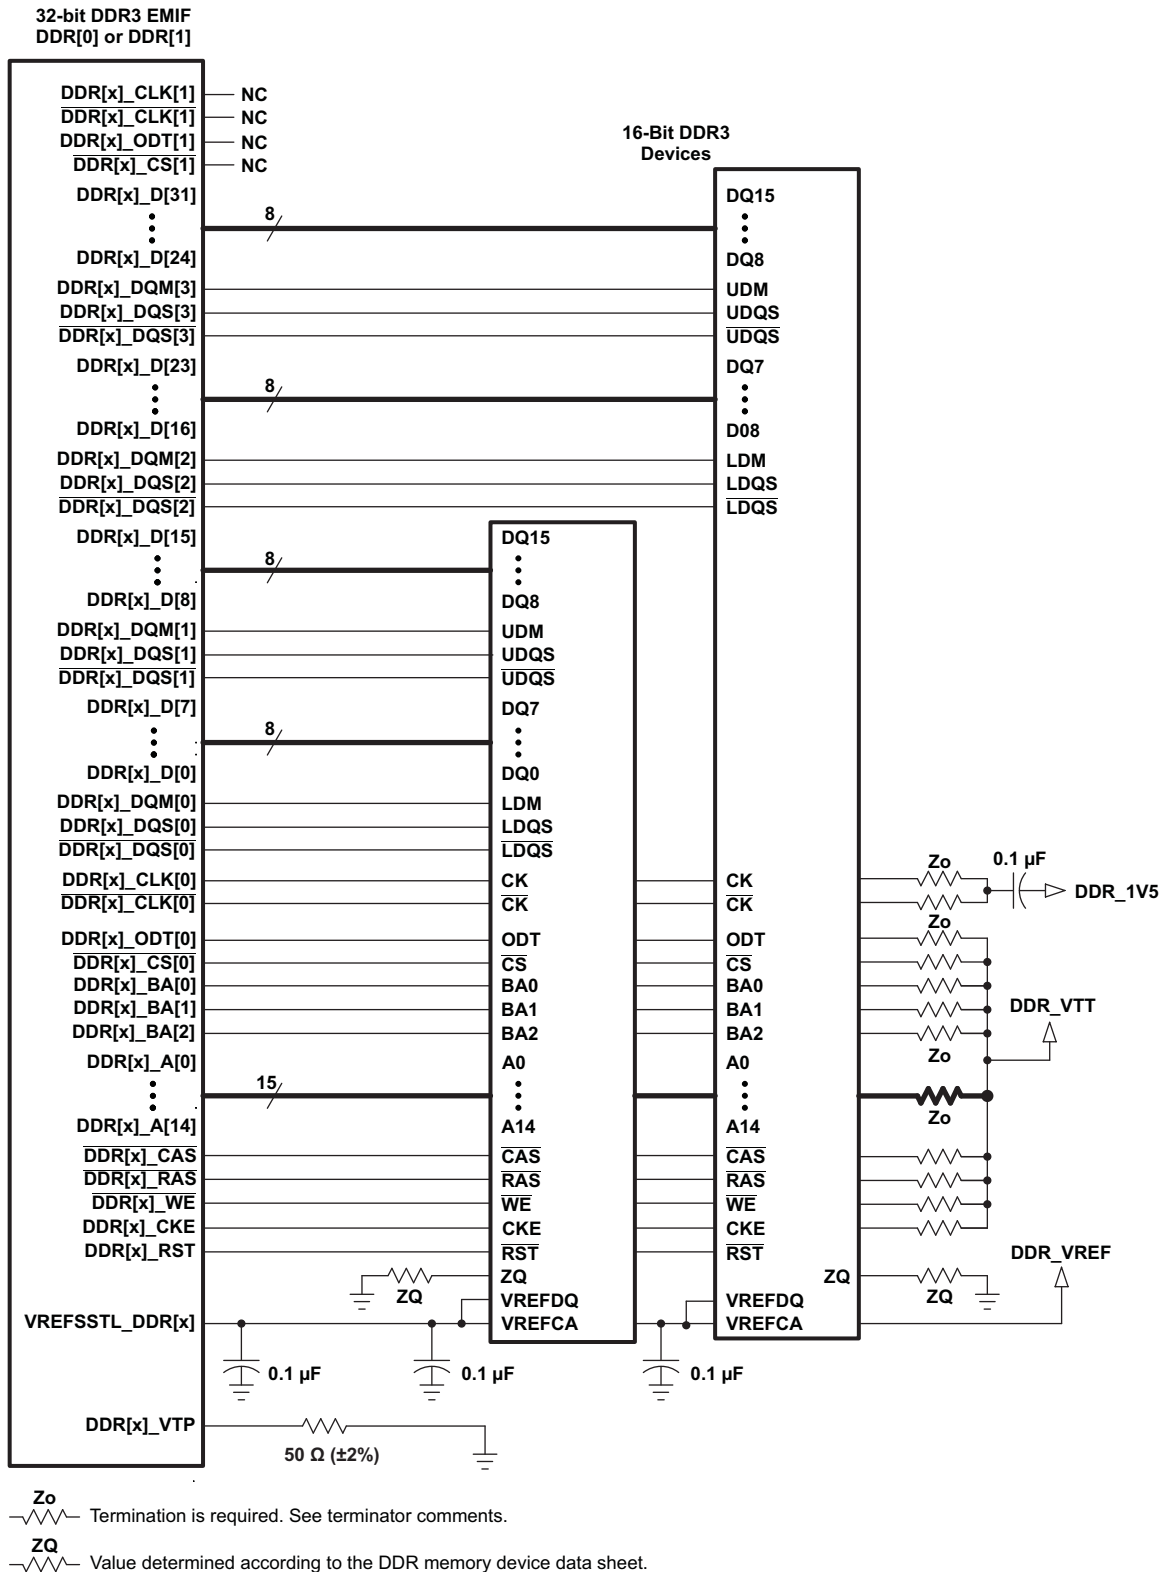 32-bit DDR3 EMIF
DDR[0] or DDR[1]
DDR[x]_CLK[1] NC
DDR[x]_CLK[1] NC
DDR[x]_ODT[1] NC
DDR[x]_CS[1] NC
16-Bit DDR3
Devices
DDR[x]_D[31] DQ15
8
DDR[x]_D[24] DQ8
DDR[x]_DQM[3] UDM
DDR[x]_DQS[3] UDQS
DDR[x]_DQS[3] UDQS
DDR[x]_D[23] DQ7
8
DDR[x]_D[16] D08
DDR[x]_DQM[2] LDM
DDR[x]_DQS[2] LDQS
DDR[x]_DQS[2] LDQS
DDR[x]_D[15] DQ15
8
DDR[x]_D[8] DQ8
DDR[x]_DQM[1] UDM
DDR[x]_DQS[1] UDQS
DDR[x]_DQS[1] UDQS
DDR[x]_D[7] DQ7
8
DDR[x]_D[0] DQ0
DDR[x]_DQM[0] LDM
DDR[x]_DQS[0] LDQS
DDR[x]_DQS[0] LDQS
Zo 0.1 µF
DDR[x]_CLK[0] CK CK
DDR_1V5
DDR[x]_CLK[0] CK CK
Zo
DDR[x]_ODT[0] ODT ODT
DDR[x]_CS[0] CS CS
DDR[x]_BA[0] BA0 BA0
DDR[x]_BA[1] BA1 BA1 DDR_VTT
DDR[x]_BA[2] BA2 BA2
Zo
DDR[x]_A[0] A0 A0
15
Zo
DDR[x]_A[14] A14 A14
DDR[x]_CAS CAS CAS
DDR[x]_RAS RAS RAS
DDR[x]_WE WE WE
DDR[x]_CKE CKE CKE
DDR[x]_RST RST RST DDR_VREF
ZQ ZQ
ZQ ZQ
VREFDQ VREFDQ
VREFSSTL_DDR[x] VREFCA VREFCA
0.1 µF 0.1 µF 0.1 µF
DDR[x]_VTP
50 Ω (±2%)
Zo
Termination is required. See terminator comments.
ZQ
Value determined according to the DDR memory device data sheet.